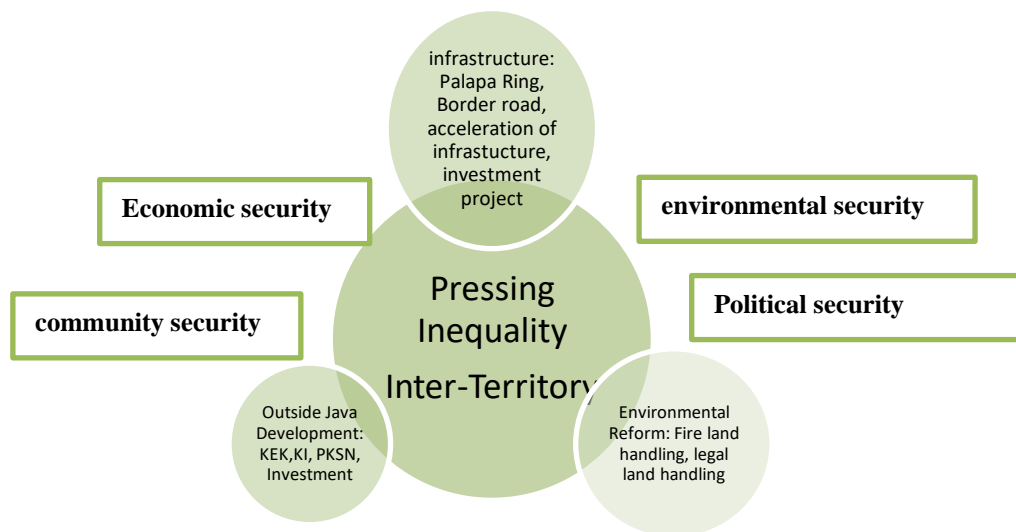 infrastructure:
Palapa Ring,
Border road,
acceleration of
infrastucture,
investment
project
Economic security
environmental security
community security
Political security
Pressing
Inequality
Inter-Territory
Outside Java
Development:
KEK,KI, PKSN,
Investment
Environmental
Reform: Fire land
handling, legal
land handling